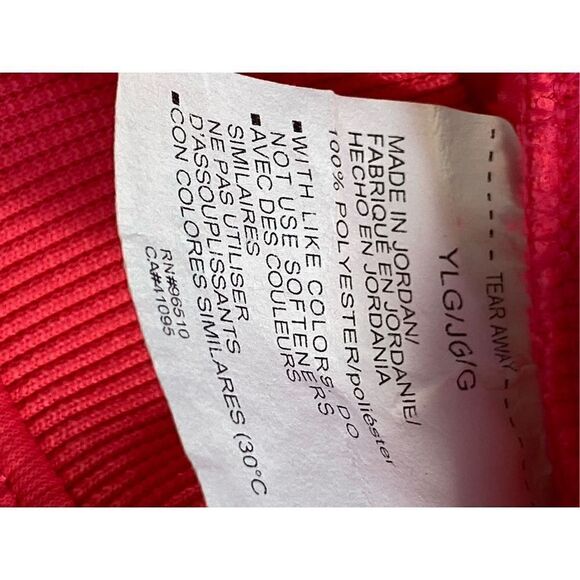 TEAR AWAY
YLG/JG/G
MADE IN JORDAN/
FABRIQUÉ EN JORDANIE/
HECHO EN JORDANIA
100% POLYESTER/poliéster
■WITH LIKE COLORS. DO
NOT USE SOFTENERS
■AVEC DES COULEURS
SIMILAIRES
NE PAS UTILISER
D'ASSOUPLISSANTS
■CON COLORES SIMILARES (30°C
RN#96510
CA#41095